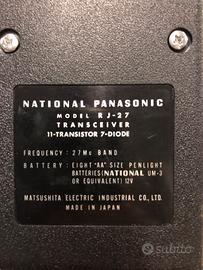 NATIONAL PANASONIC
MODEL RJ-27
TRANSCEIVER
11-TRANSISTOR 7-DIODE
FREQUENCY: 27Mc BAND
BATTERY: EIGHT "AA" SIZE PENLIGHT
BATTERIES (NATIONAL UM-3
OR EQUIVALENT) 12V
MATSUSHITA ELECTRIC INDUSTRIAL CO., LTD.
MADE IN JAPAN
subito